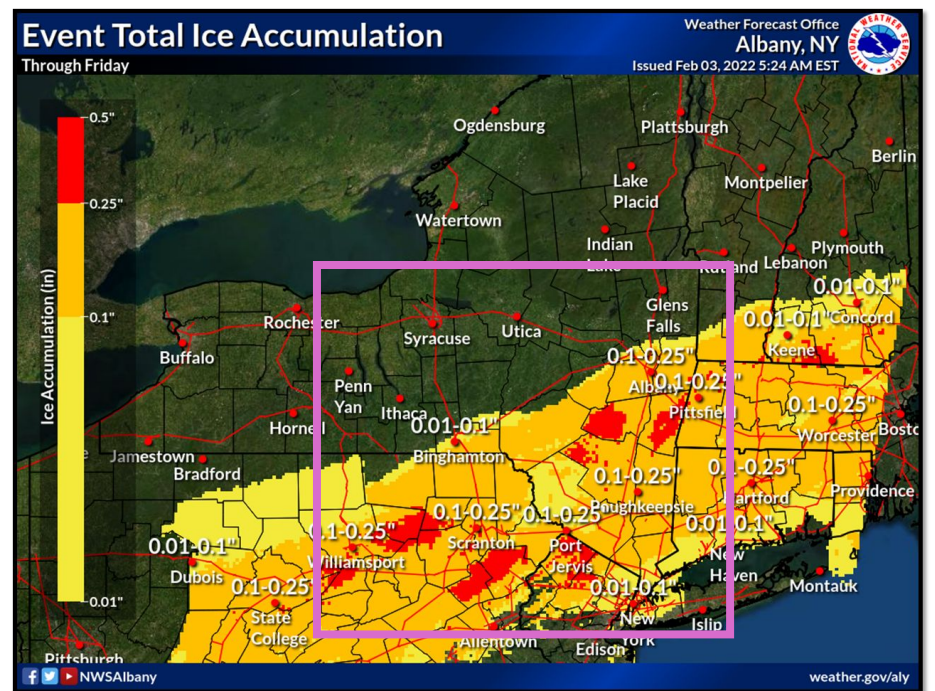 Event Total Ice Accumulation
Through Friday
Weather Forecast Office
Albany, NY
Issued Feb 03, 2022 5:24 AM EST
NATIONAL WEATHER SERVICE
Ice Accumulation (in)
0.5"
0.25"
0.1"
0.01"
Ogdensburg
Plattsburgh
Berlin
Lake
Placid
Montpelier
Watertown
Indian
Lake
Plymouth
Rutland
Lebanon
0.01-0.1"
Glens
Falls
0.01-0.1"
Concord
Rochester
Syracuse
Utica
Keene
Buffalo
0.1-0.25"
Penn
Yan
Albany
0.1-0.25"
Ithaca
Pittsfield
0.1-0.25"
Hornell
0.01-0.1"
Worcester
Bosto
Jamestown
Binghamton
Bradford
0.1-0.25"
0.1-0.25"
Poughkeepsie
Hartford
Providence
0.1-0.25"
0.1-0.25"
0.1-0.25"
0.01-0.1"
Williamsport
Scranton
Port
Jervis
New
Haven
0.01-0.1"
Dubois
0.1-0.25"
0.01-0.1"
Montauk
State
College
New
York
Islip
Allentown
Edison
Pittsburgh
NWSAlbany
weather.gov/aly